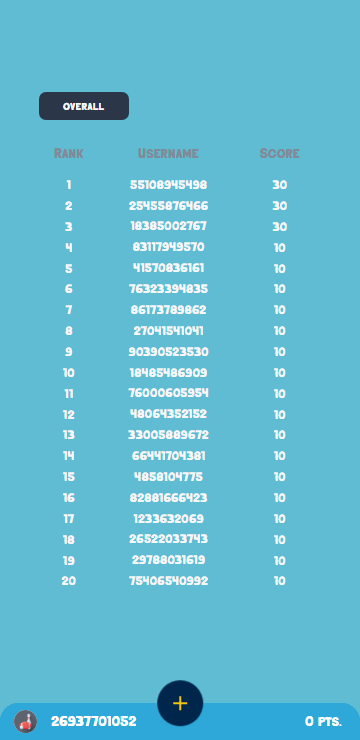 OVERALL
RANK USERNAME SCORE
1 55108945498 30
2 25455876466 30
3 18385002767 30
4 83117949570 10
5 41570836161 10
6 76323394835 10
7 86173789862 10
8 27041541041 10
9 90390523530 10
10 18485486909 10
11 76000605954 10
12 48064352152 10
13 33005889672 10
14 66441704381 10
15 4858104775 10
16 82881666423 10
17 1233632069 10
18 26522033743 10
19 29788031619 10
20 75406540992 10
26937701052 0 PTS.